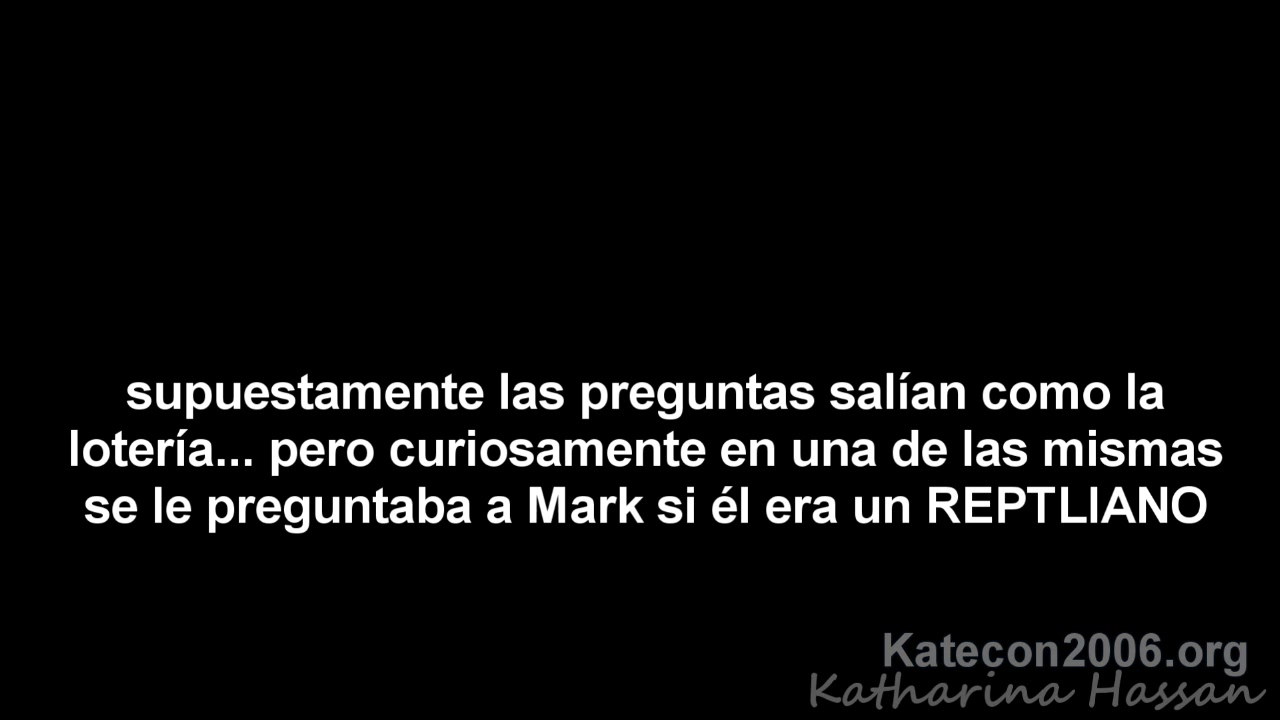 supuestamente las preguntas salían como la
lotería... pero curiosamente en una de las mismas
se le preguntaba a Mark si él era un REPTLIANO
Katecon2006.org
Katharina Hassan